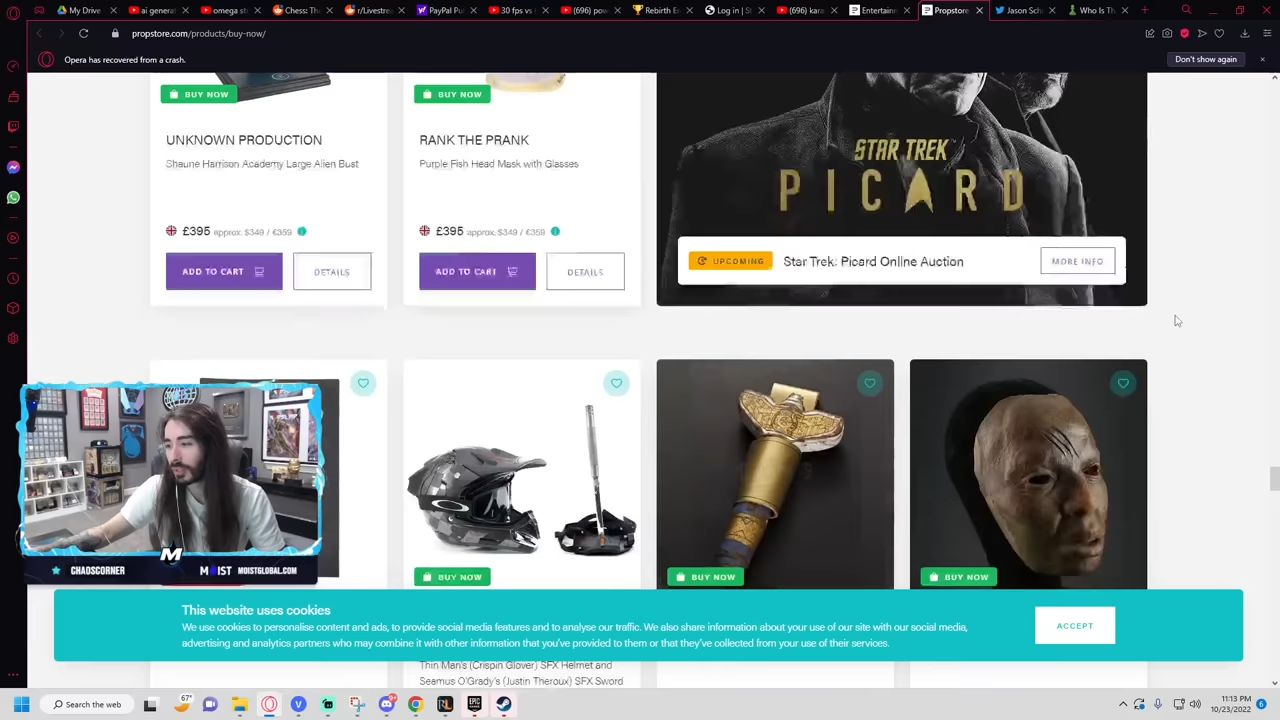 My Drive
ai generat
omega st
r/Chess: The
r/Livestrea
PayPal Pu
30 fps vs
(696) pow
Rebirth E
Log in | S
(696) kara
Entertainm
Propstore
Jason Sch
Who Is Th
propstore.com/products/buy-now/
Opera has recovered from a crash.
Don't show again
BUY NOW
BUY NOW
UNKNOWN PRODUCTION
RANK THE PRANK
Shaune Harrison Academy Large Alien Bust
Purple Fish Head Mask with Glasses
STAR TREK
PICARD
£395 approx. $349 / €359
£395 approx. $349 / €359
ADD TO CART
DETAILS
ADD TO CART
DETAILS
UPCOMING
Star Trek: Picard Online Auction
MORE INFO
OAKLEY
BUY NOW
BUY NOW
BUY NOW
CHAOSCORNER
M
MOIST
MOISTGLOBAL.COM
This website uses cookies
We use cookies to personalise content and ads, to provide social media features and to analyse our traffic. We also share information about your use of our site with our social media,
advertising and analytics partners who may combine it with other information that you've provided to them or that they've collected from your use of their services.
ACCEPT
Thin Man's (Crispin Glover) SFX Helmet and
Seamus O'Grady's (Justin Theroux) SFX Sword
Search the web
67°
11:13 PM
10/23/2022